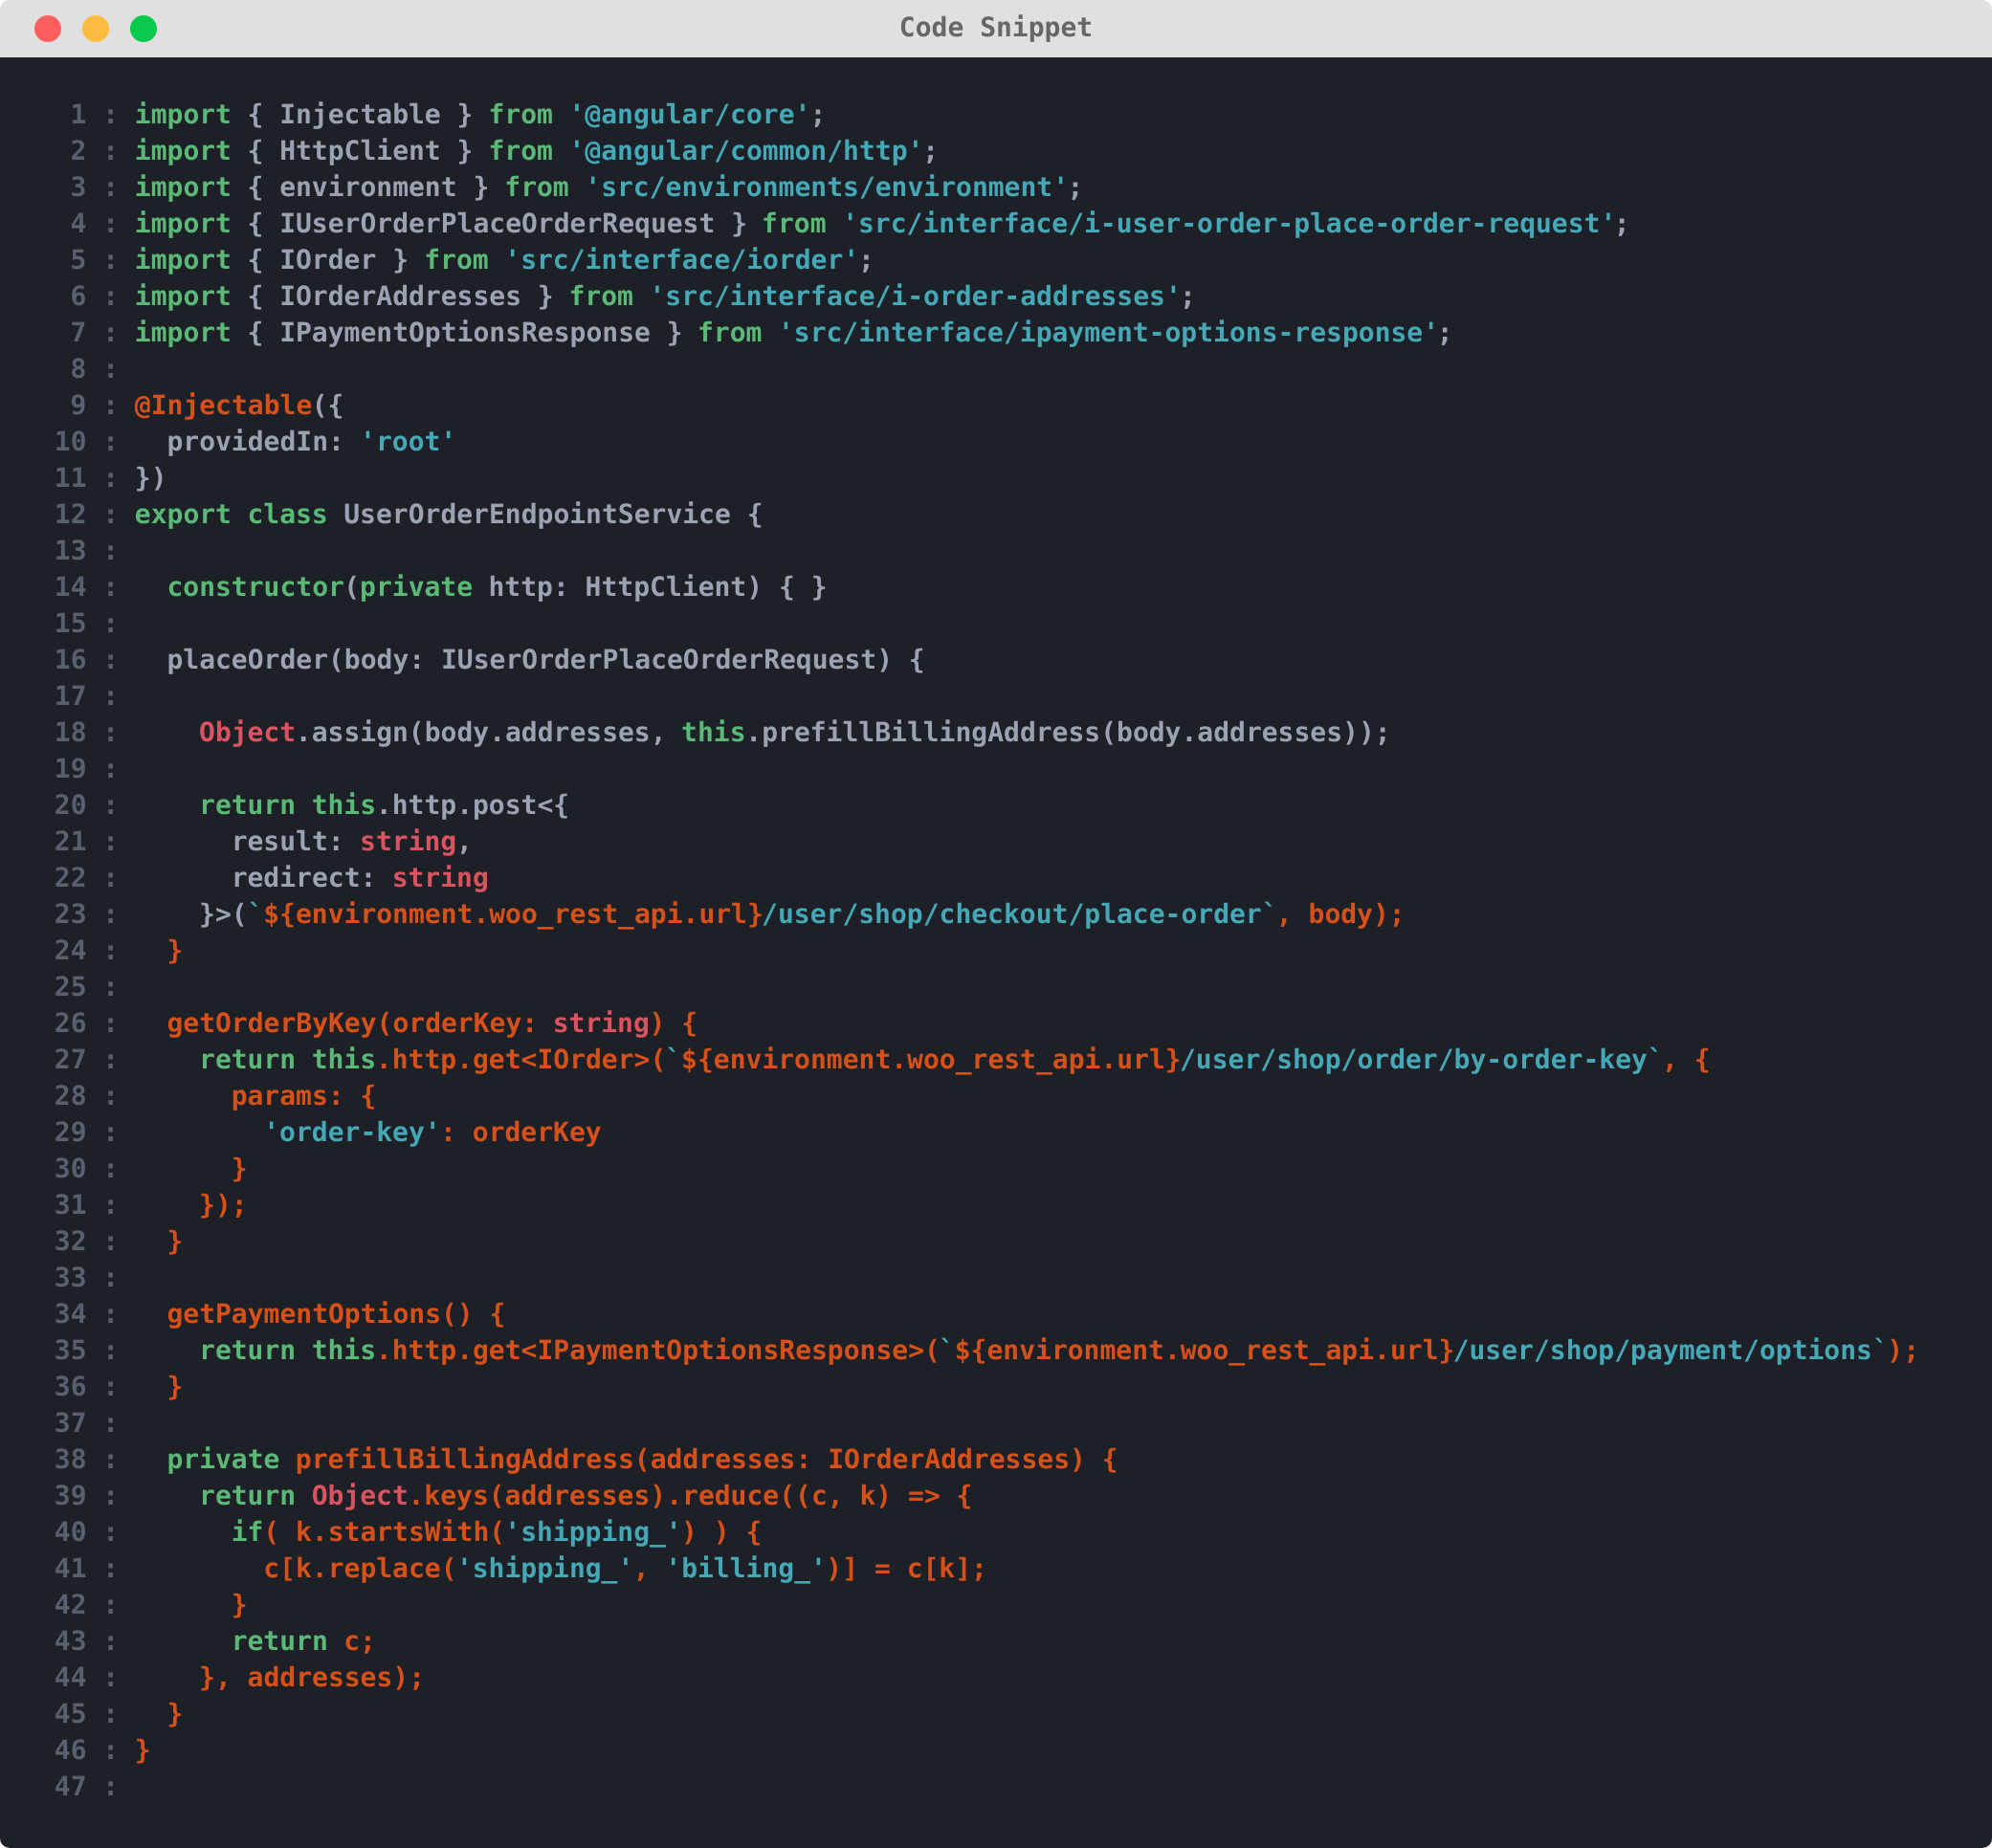 Code Snippet
1 : import { Injectable } from '@angular/core';
2 : import { HttpClient } from '@angular/common/http';
3 : import { environment } from 'src/environments/environment';
4 : import { IUserOrderPlaceOrderRequest } from 'src/interface/i-user-order-place-order-request';
5 : import { IOrder } from 'src/interface/iorder';
6 : import { IOrderAddresses } from 'src/interface/i-order-addresses';
7 : import { IPaymentOptionsResponse } from 'src/interface/ipayment-options-response';
8 :
9 : @Injectable({
10 :   providedIn: 'root'
11 : })
12 : export class UserOrderEndpointService {
13 :
14 :   constructor(private http: HttpClient) { }
15 :
16 :   placeOrder(body: IUserOrderPlaceOrderRequest) {
17 :
18 :     Object.assign(body.addresses, this.prefillBillingAddress(body.addresses));
19 :
20 :     return this.http.post<{
21 :       result: string,
22 :       redirect: string
23 :     }>(`${environment.woo_rest_api.url}/user/shop/checkout/place-order`, body);
24 :   }
25 :
26 :   getOrderByKey(orderKey: string) {
27 :     return this.http.get<IOrder>(`${environment.woo_rest_api.url}/user/shop/order/by-order-key`, {
28 :       params: {
29 :         'order-key': orderKey
30 :       }
31 :     });
32 :   }
33 :
34 :   getPaymentOptions() {
35 :     return this.http.get<IPaymentOptionsResponse>(`${environment.woo_rest_api.url}/user/shop/payment/options`);
36 :   }
37 :
38 :   private prefillBillingAddress(addresses: IOrderAddresses) {
39 :     return Object.keys(addresses).reduce((c, k) => {
40 :       if( k.startsWith('shipping_') ) {
41 :         c[k.replace('shipping_', 'billing_')] = c[k];
42 :       }
43 :       return c;
44 :     }, addresses);
45 :   }
46 : }
47 :